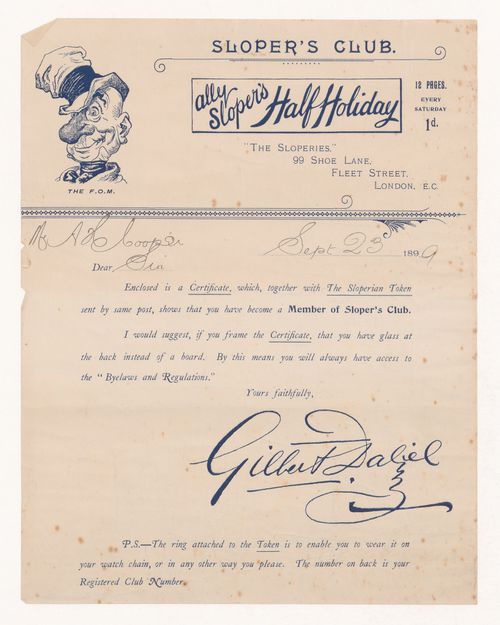 SLOPER'S CLUB.
ally Sloper's Half Holiday
12 PAGES.
EVERY
SATURDAY
1d.
"THE SLOPERIES,"
99 SHOE LANE,
FLEET STREET,
LONDON, E.C.
THE F.O.M.
Mr A H Cooper
Sept 23 1899
Dear Sir
Enclosed is a Certificate, which, together with The Sloperian Token
sent by same post, shows that you have become a Member of Sloper's Club.
I would suggest, if you frame the Certificate, that you have glass at
the back instead of a board. By this means you will always have access to
the "Byelaws and Regulations."
Yours faithfully,
Gilbert Dalziel
P.S.—The ring attached to the Token is to enable you to wear it on
your watch chain, or in any other way you please. The number on back is your
Registered Club Number.